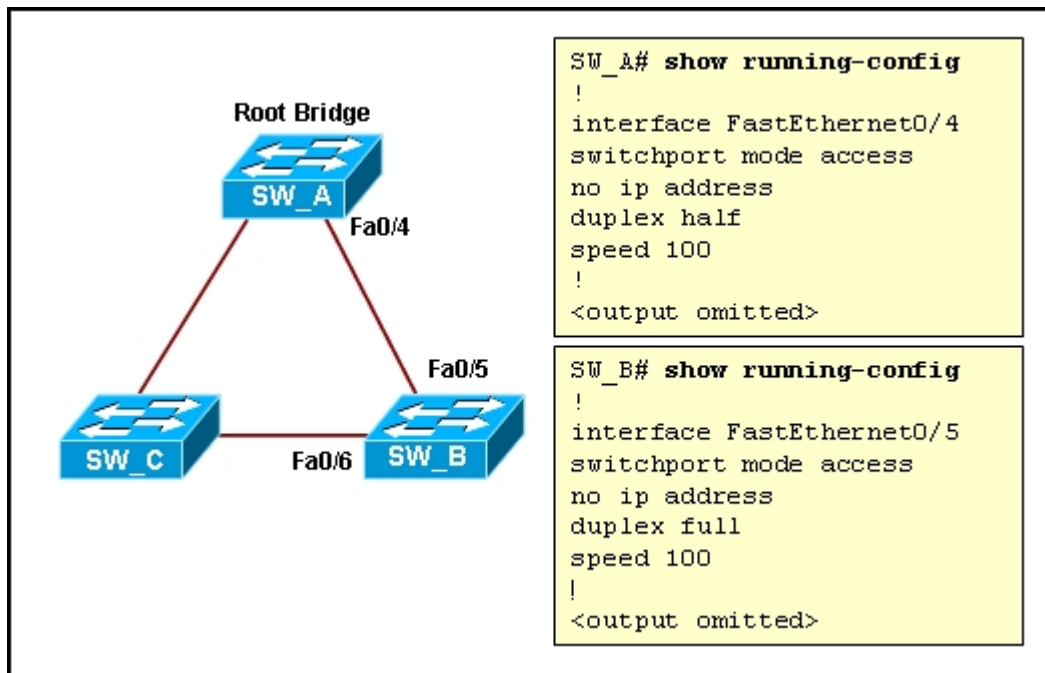 Root Bridge
SW_A
Fa0/4
Fa0/5
SW_C
Fa0/6
SW_B
SW_A# show running-config
!
interface FastEthernet0/4
switchport mode access
no ip address
duplex half
speed 100
!
<output omitted>
SW_B# show running-config
!
interface FastEthernet0/5
switchport mode access
no ip address
duplex full
speed 100
!
<output omitted>